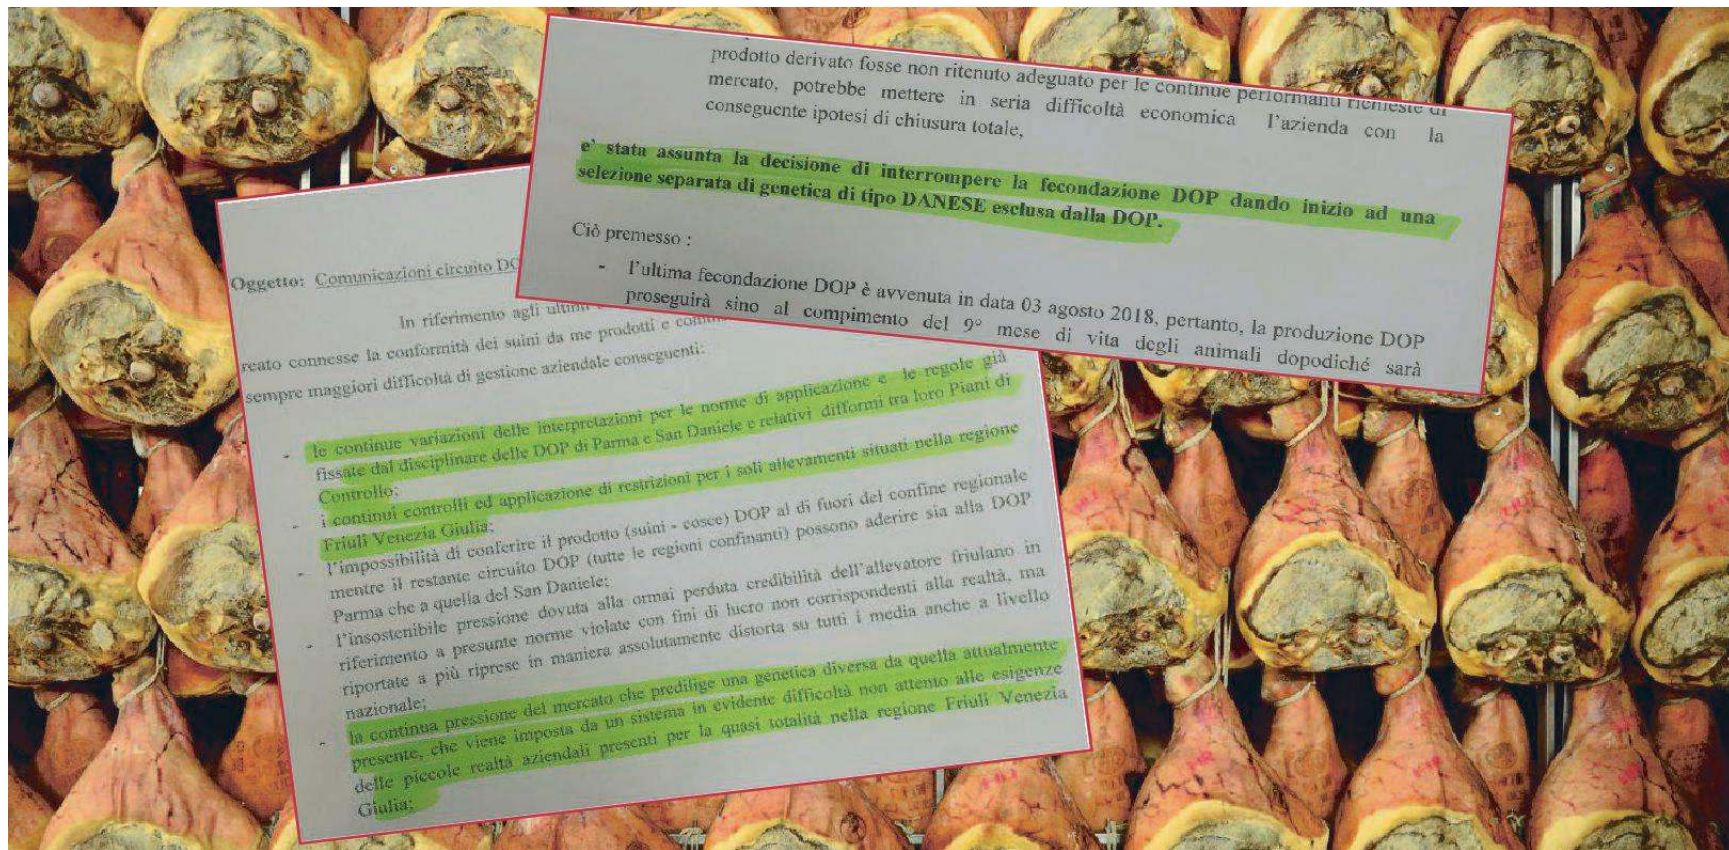 Oggetto: Comunicazioni circuito DO
In riferimento agli ultimi
reato connesse la conformità dei suini da me prodotti e
sempre maggiori difficoltà di gestione aziendale conseguenti:
- le continue variazioni delle interpretazioni per le norme di applicazione e le regole già
fissate dal disciplinare delle DOP di Parma e San Daniele e relativi difformi tra loro Piani di
Controllo;
- i continui controlli ed applicazione di restrizioni per i soli allevamenti situati nella regione
Friuli Venezia Giulia;
- l'impossibilità di conferire il prodotto (suini - cosce) DOP al di fuori del confine regionale
mentre il restante circuito DOP (tutte le regioni confinanti) possono aderire sia alla DOP
Parma che a quella del San Daniele;
- l'insostenibile pressione dovuta alla ormai perduta credibilità dell'allevatore friulano in
riferimento a presunte norme violate con fini di lucro non corrispondenti alla realtà, ma
riportate a più riprese in maniera assolutamente distorta su tutti i media anche a livello
nazionale;
- la continua pressione del mercato che predilige una genetica diversa da quella attualmente
presente, che viene imposta da un sistema in evidente difficoltà non attento alle esigenze
delle piccole realtà aziendali presenti per la quasi totalità nella regione Friuli Venezia
Giulia;
prodotto derivato fosse non ritenuto adeguato per le continue performanti richieste di
mercato, potrebbe mettere in seria difficoltà economica l'azienda con la
conseguente ipotesi di chiusura totale,
e' stata assunta la decisione di interrompere la fecondazione DOP dando inizio ad una
selezione separata di genetica di tipo DANESE esclusa dalla DOP.
Ciò premesso :
- l'ultima fecondazione DOP è avvenuta in data 03 agosto 2018, pertanto, la produzione DOP
proseguirà sino al compimento del 9° mese di vita degli animali dopodiché sarà